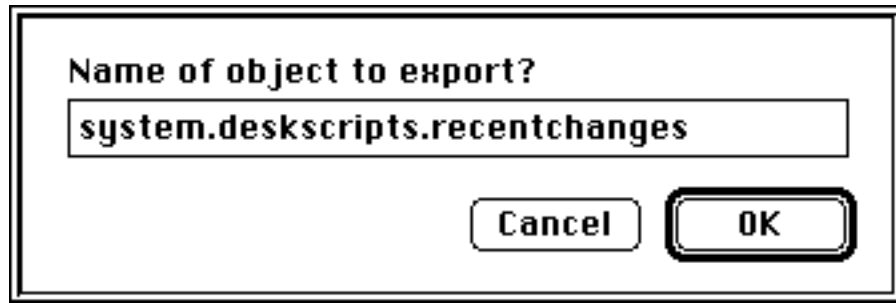 Name of object to export?
system.deskscripts.recentchanges
Cancel OK